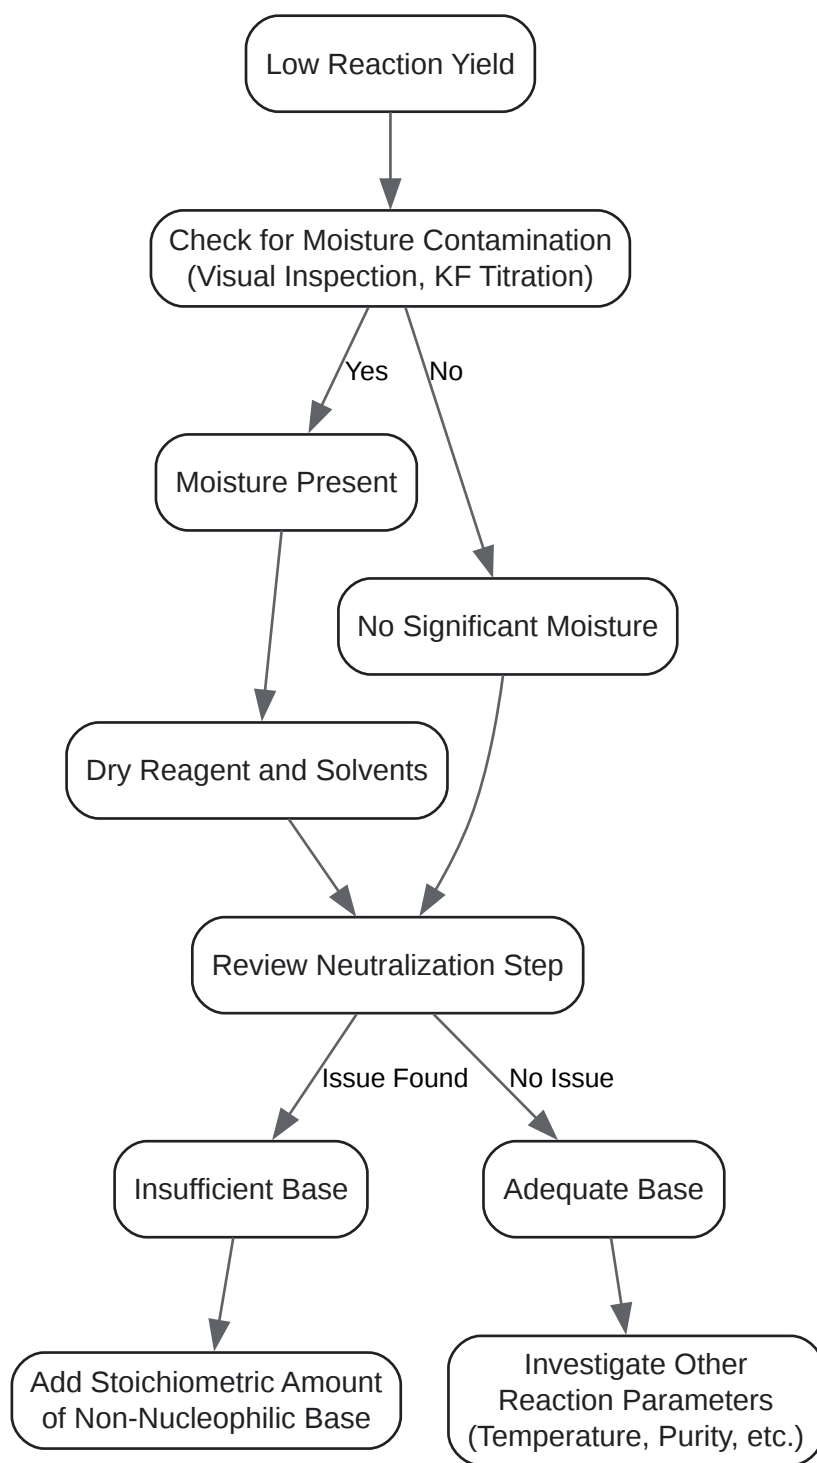 Low Reaction Yield
Check for Moisture Contamination
(Visual Inspection, KF Titration)
Yes
No
Moisture Present
No Significant Moisture
Dry Reagent and Solvents
Review Neutralization Step
Issue Found
No Issue
Insufficient Base
Adequate Base
Add Stoichiometric Amount
of Non-Nucleophilic Base
Investigate Other
Reaction Parameters
(Temperature, Purity, etc.)